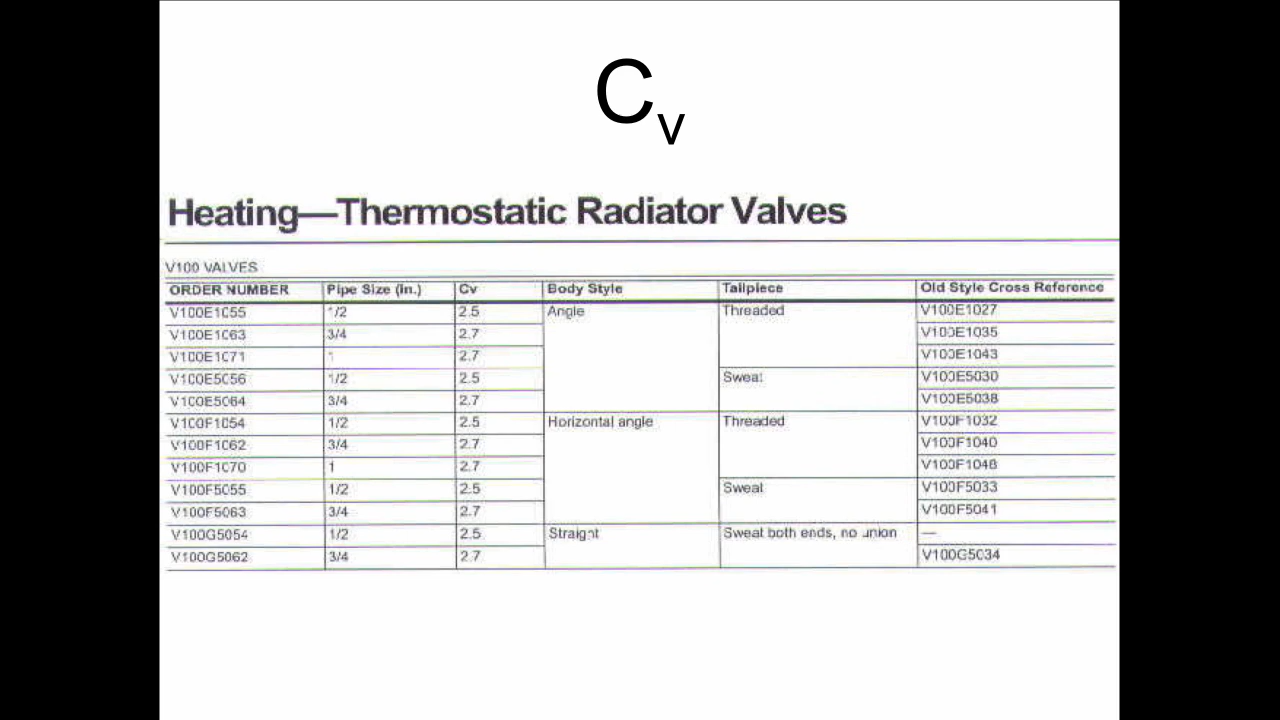 Cv
Heating—Thermostatic Radiator Valves
V100 VALVES
ORDER NUMBER Pipe Size (in.) Cv Body Style Tailpiece Old Style Cross Reference
V100E1055 1/2 2.5 Angle Threaded V100E1027
V100E1063 3/4 2.7 V100E1035
V100E1071 1 2.7 V100E1043
V100E5056 1/2 2.5 Sweat V100E5030
V100E5064 3/4 2.7 V100E5038
V100F1054 1/2 2.5 Horizontal angle Threaded V100F1032
V100F1062 3/4 2.7 V100F1040
V100F1070 1 2.7 V100F1048
V100F5055 1/2 2.5 Sweat V100F5033
V100F5063 3/4 2.7 V100F5041
V100G5054 1/2 2.5 Straight Sweat both ends, no union —
V100G5062 3/4 2.7 V100G5034